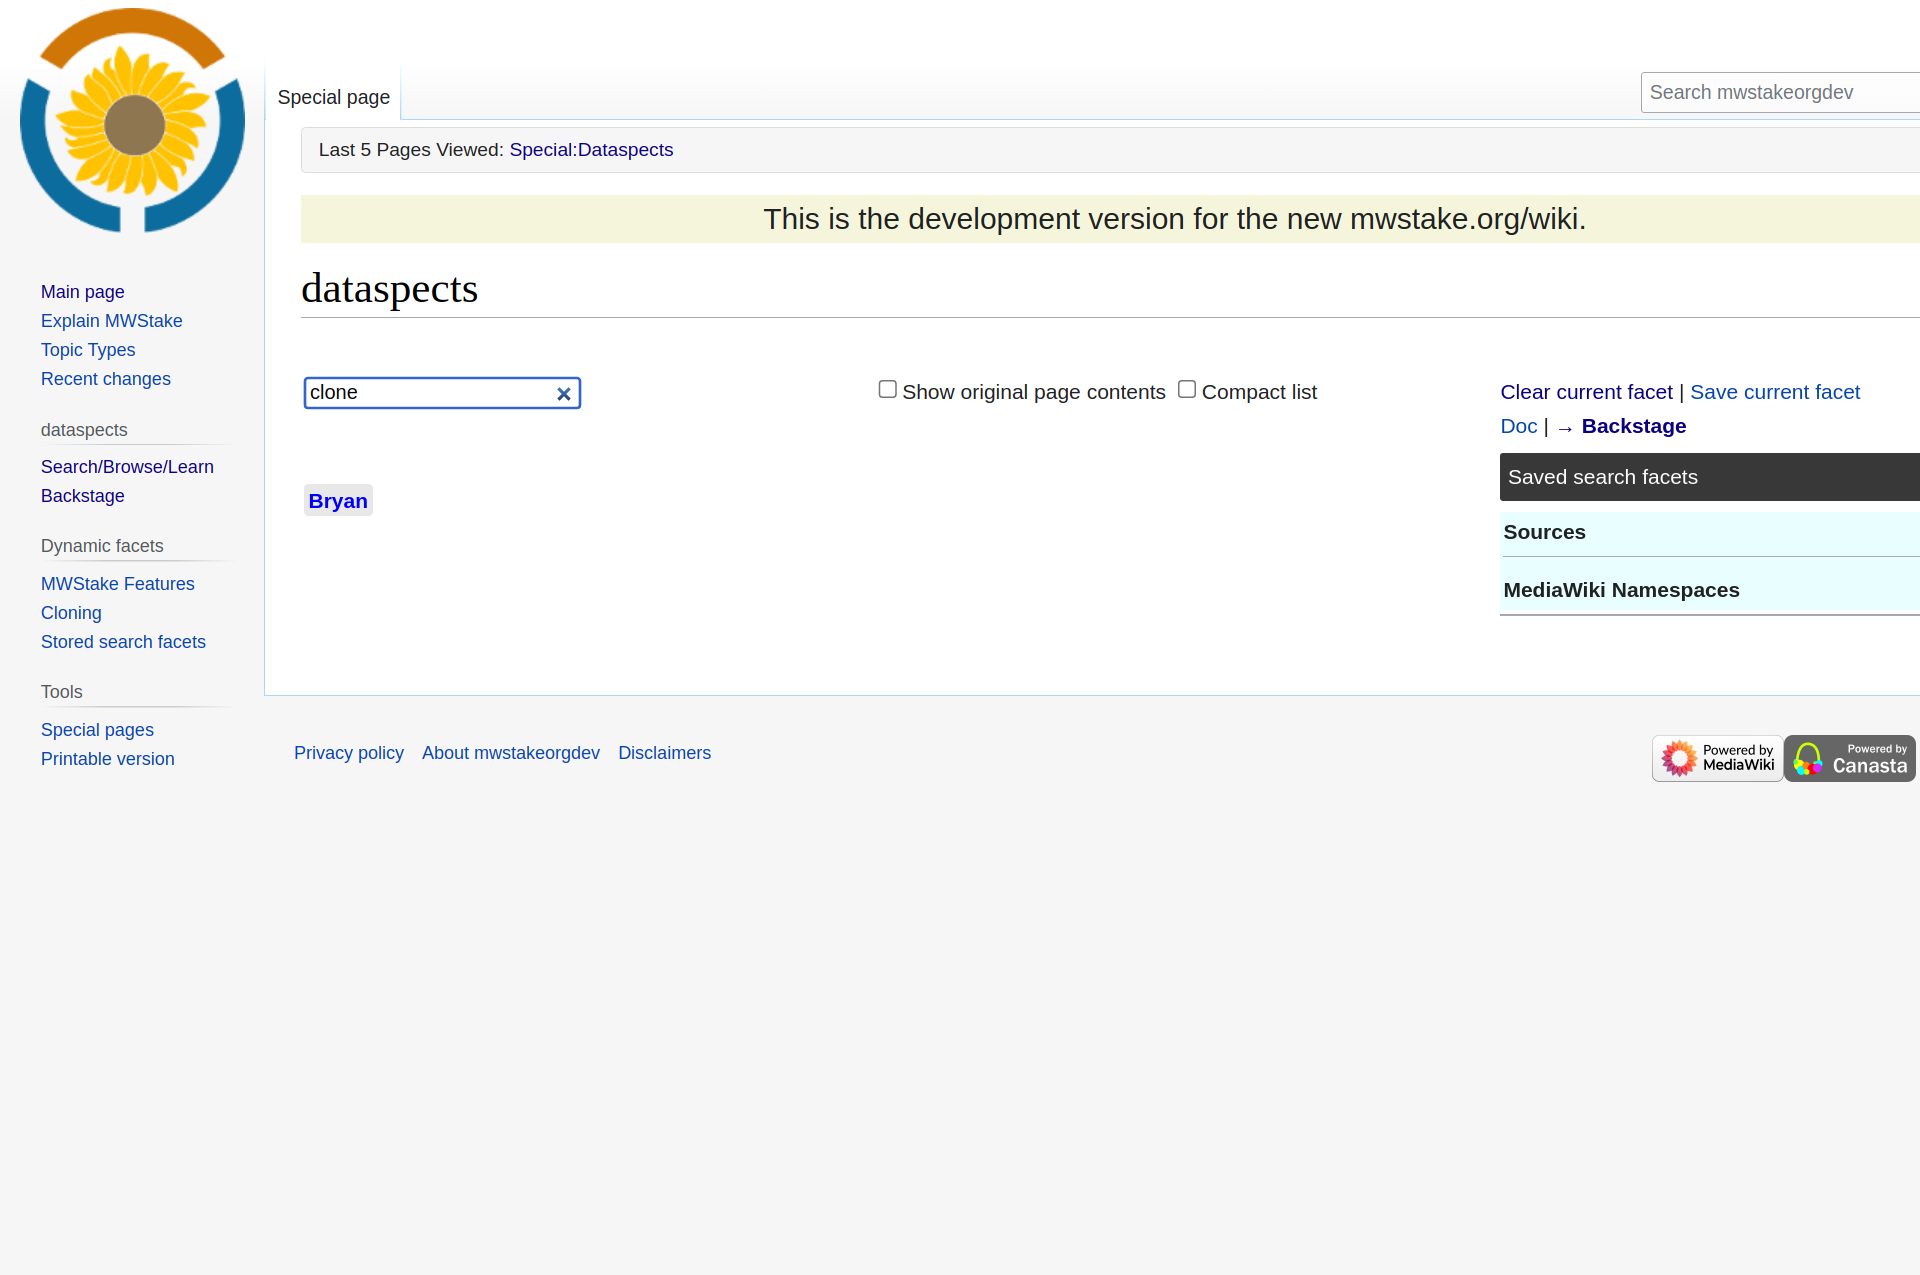 Special page
Search mwstakeorgdev
Last 5 Pages Viewed: Special:Dataspects
This is the development version for the new mwstake.org/wiki.
dataspects
Main page
Explain MWStake
Topic Types
Recent changes
dataspects
Search/Browse/Learn
Backstage
Dynamic facets
MWStake Features
Cloning
Stored search facets
Tools
Special pages
Printable version
clone
Show original page contents Compact list
Bryan
Clear current facet | Save current facet
Doc | → Backstage
Saved search facets
Sources
MediaWiki Namespaces
Privacy policy About mwstakeorgdev Disclaimers
Powered by
MediaWiki
Powered by
Canasta